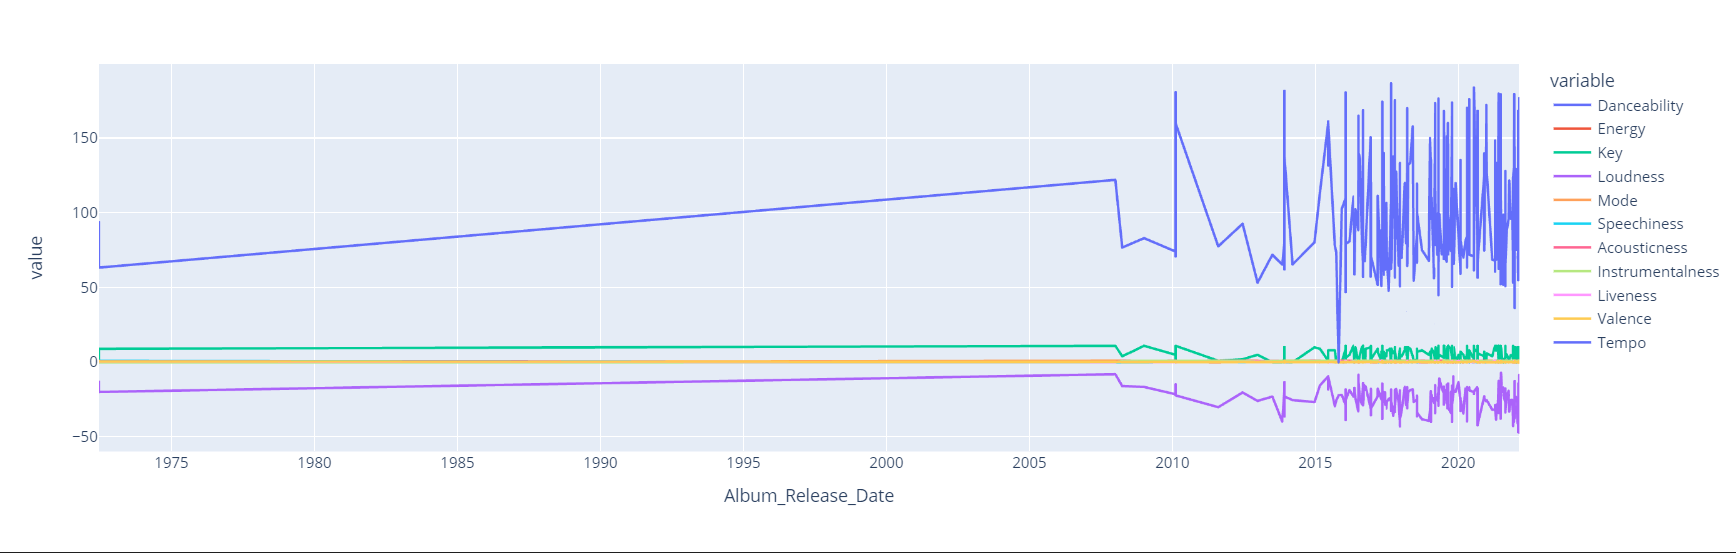 variable
Danceability
Energy
Key
Loudness
Mode
Speechiness
Acousticness
Instrumentalness
Liveness
Valence
Tempo
value
150
100
50
0
−50
1975
1980
1985
1990
1995
2000
2005
2010
2015
2020
Album_Release_Date